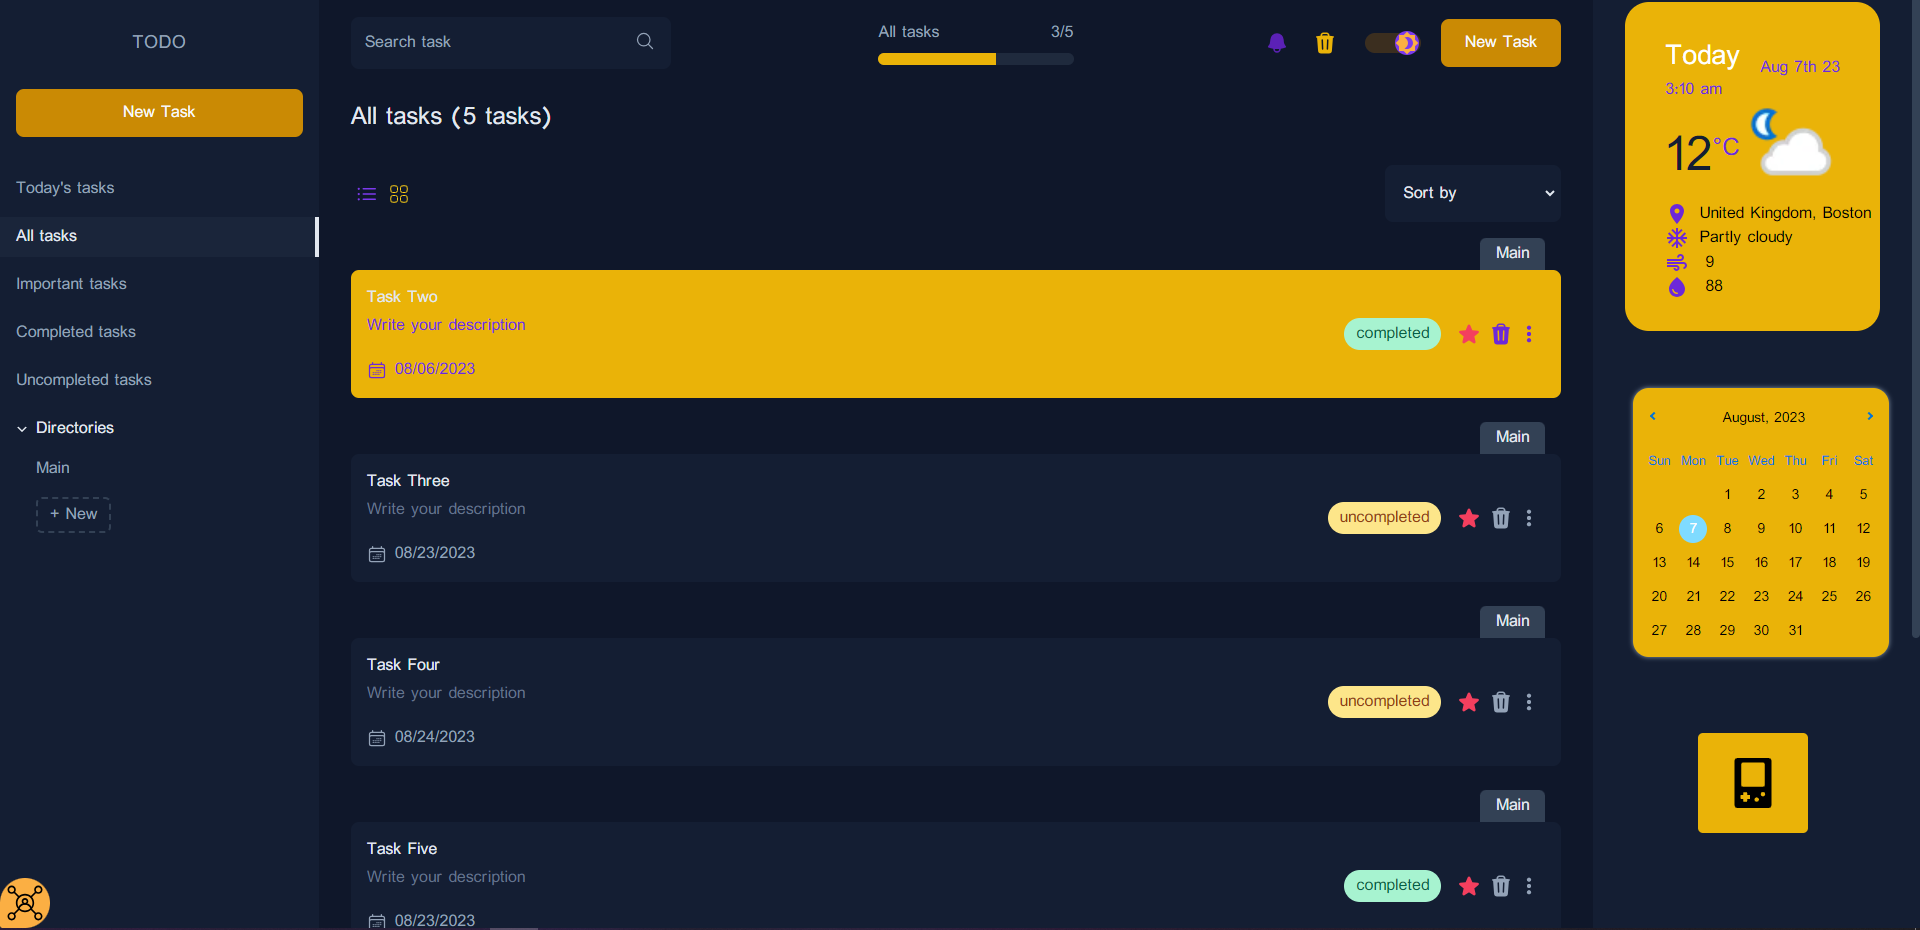 TODO
New Task
Today's tasks
All tasks
Important tasks
Completed tasks
Uncompleted tasks
Directories
Main
+ New
Search task
All tasks 3/5
New Task
All tasks (5 tasks)
Sort by
Main
Task Two
Write your description
completed
08/06/2023
Main
Task Three
Write your description
uncompleted
08/23/2023
Main
Task Four
Write your description
uncompleted
08/24/2023
Main
Task Five
Write your description
completed
08/23/2023
Today Aug 7th 23
3:10 am
12°C
United Kingdom, Boston
Partly cloudy
9
88
August, 2023
Sun Mon Tue Wed Thu Fri Sat
1 2 3 4 5
6 7 8 9 10 11 12
13 14 15 16 17 18 19
20 21 22 23 24 25 26
27 28 29 30 31